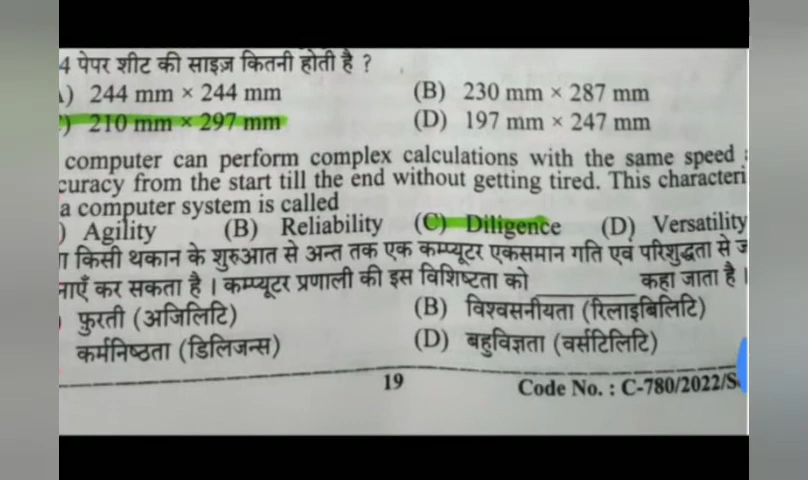 4 पेपर शीट की साइज़ कितनी होती है ?
) 244 mm × 244 mm (B) 230 mm × 287 mm
) 210 mm × 297 mm (D) 197 mm × 247 mm
computer can perform complex calculations with the same speed
curacy from the start till the end without getting tired. This characteri
a computer system is called
) Agility (B) Reliability (C) Diligence (D) Versatility
किसी थकान के शुरुआत से अन्त तक एक कम्प्यूटर एकसमान गति एवं परिशुद्धता से
नाएँ कर सकता है । कम्प्यूटर प्रणाली की इस विशिष्टता को ________ कहा जाता है ।
फुरती (अजिलिटि) (B) विश्वसनीयता (रिलाइबिलिटि)
कर्मनिष्ठता (डिलिजन्स) (D) बहुविज्ञता (वर्सटिलिटि)
19 Code No. : C-780/2022/S